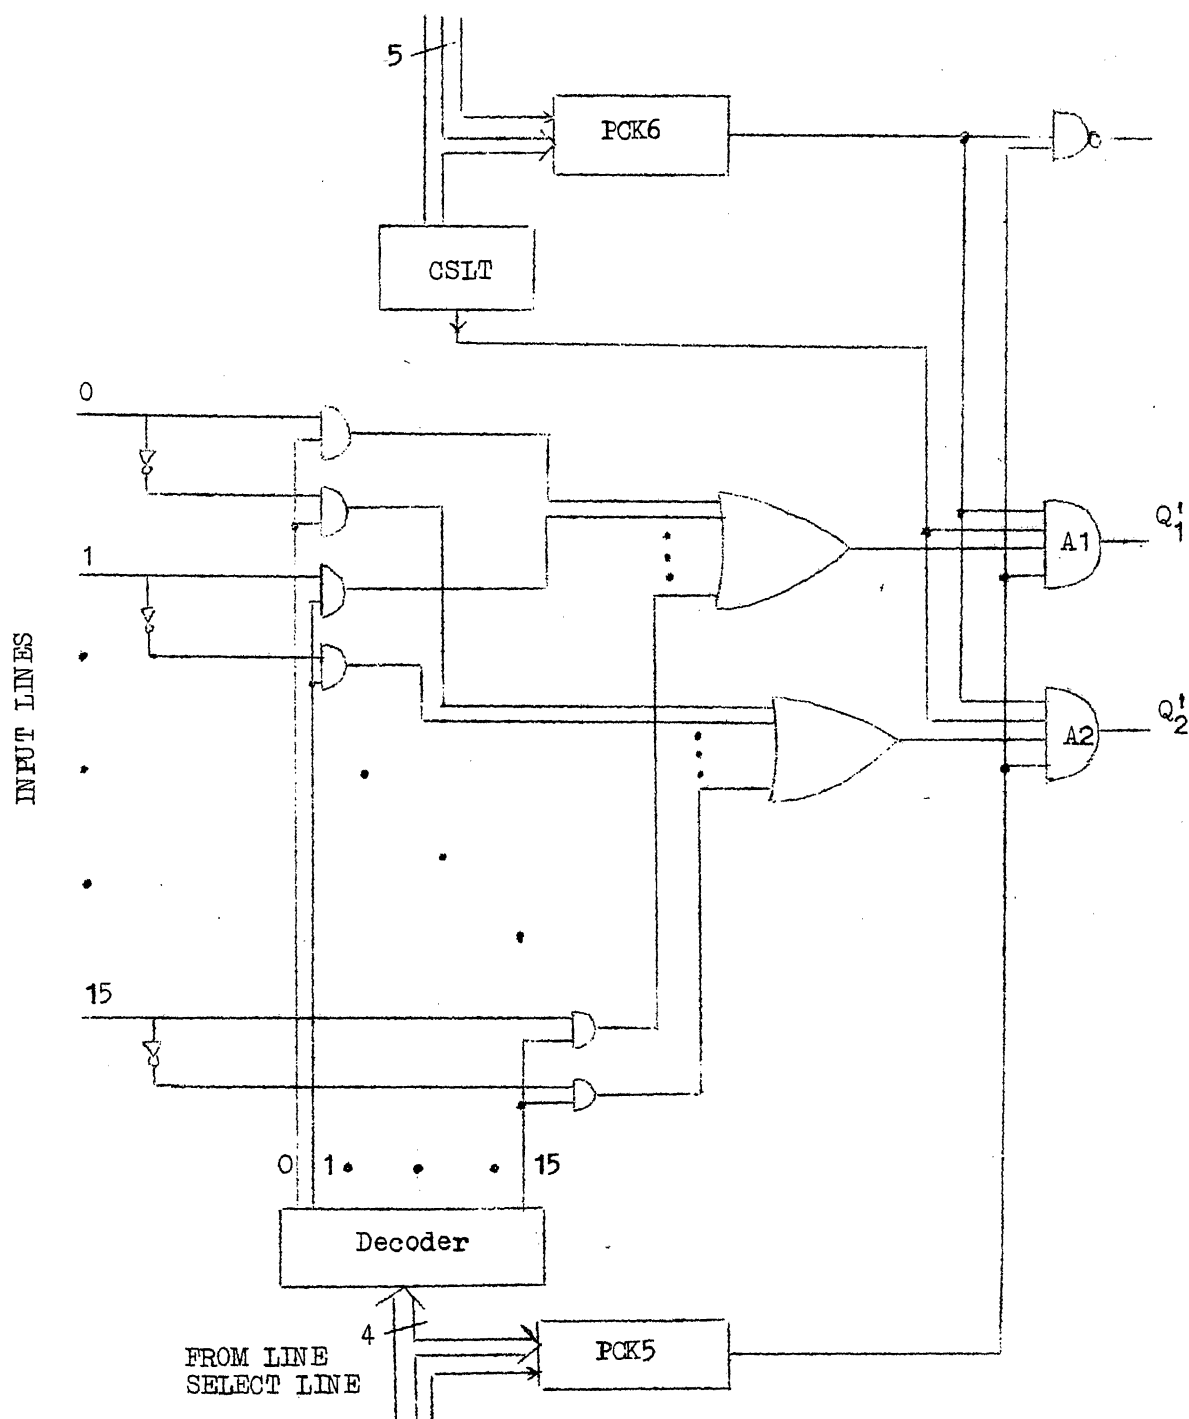 5
PCK6
CSLT
0
1
INPUT LINES
A1
Q'1
A2
Q'2
15
0 1 15
Decoder
4
PCK5
FROM LINE
SELECT LINE